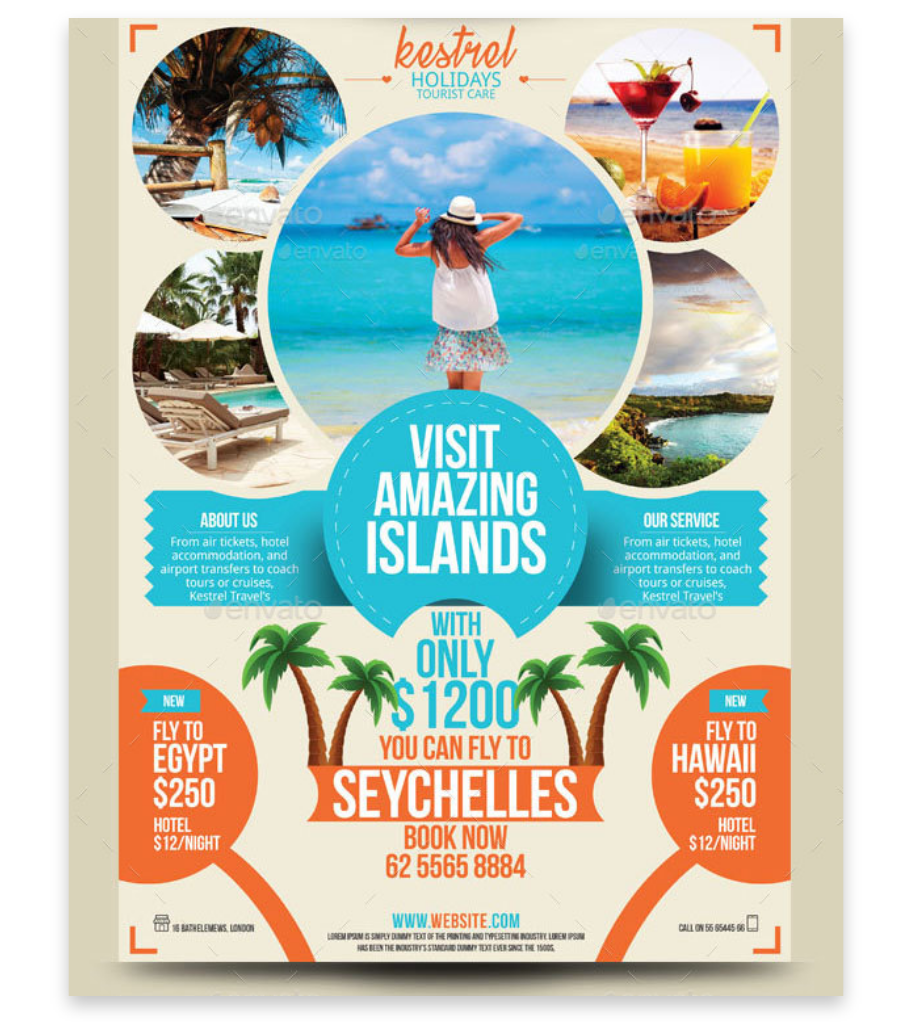 kestrel
HOLIDAYS
TOURIST CARE
VISIT
AMAZING
ISLANDS
ABOUT US
From air tickets, hotel
accommodation, and
airport transfers to coach
tours or cruises,
Kestrel Travel's
OUR SERVICE
From air tickets, hotel
accommodation, and
airport transfers to coach
tours or cruises,
Kestrel Travel's
WITH
ONLY
$1200
YOU CAN FLY TO
SEYCHELLES
BOOK NOW
62 5565 8884
NEW
FLY TO
EGYPT
$250
HOTEL
$12/NIGHT
NEW
FLY TO
HAWAII
$250
HOTEL
$12/NIGHT
16 BATHELEMEWS, LONDON
WWW.WEBSITE.COM
LOREM IPSUM IS SIMPLY DUMMY TEXT OF THE PRINTING AND TYPESETTING INDUSTRY. LOREM IPSUM
HAS BEEN THE INDUSTRY'S STANDARD DUMMY TEXT EVER SINCE THE 1500S,
CALL ON 55 65445 66
envato
envato
envato
envato
envato
envato